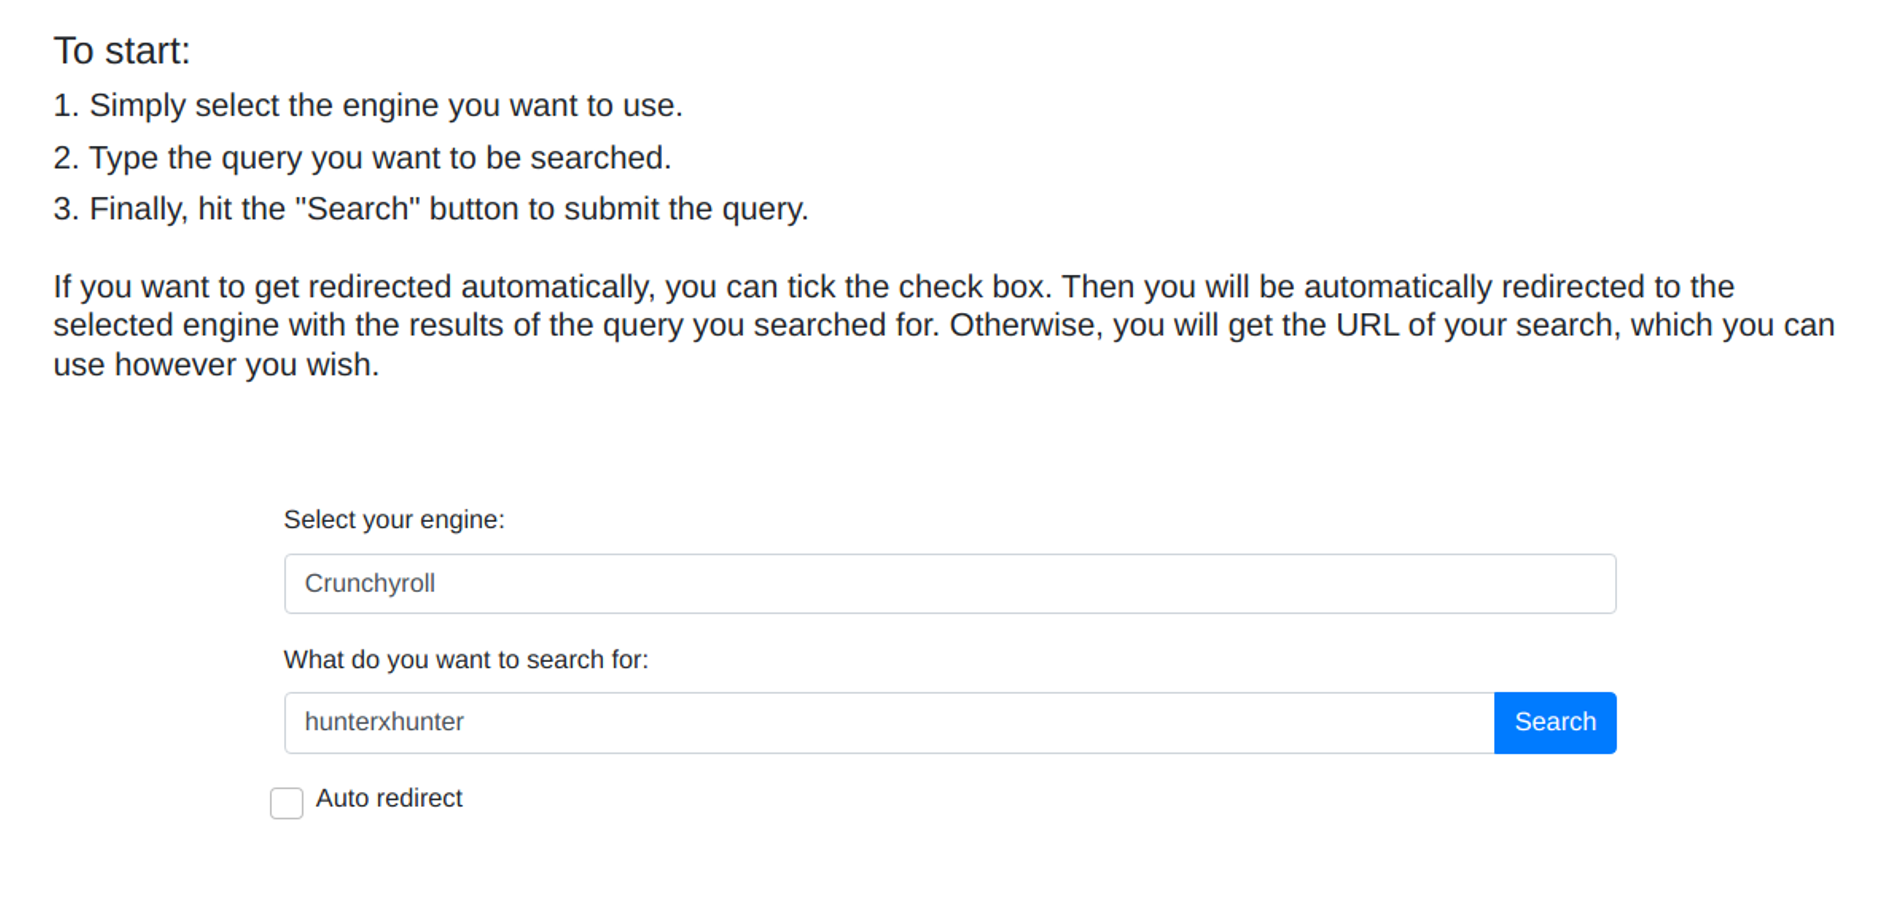 To start:
1. Simply select the engine you want to use.
2. Type the query you want to be searched.
3. Finally, hit the "Search" button to submit the query.
If you want to get redirected automatically, you can tick the check box. Then you will be automatically redirected to the
selected engine with the results of the query you searched for. Otherwise, you will get the URL of your search, which you can
use however you wish.
Select your engine:
Crunchyroll
What do you want to search for:
hunterxhunter
Search
Auto redirect